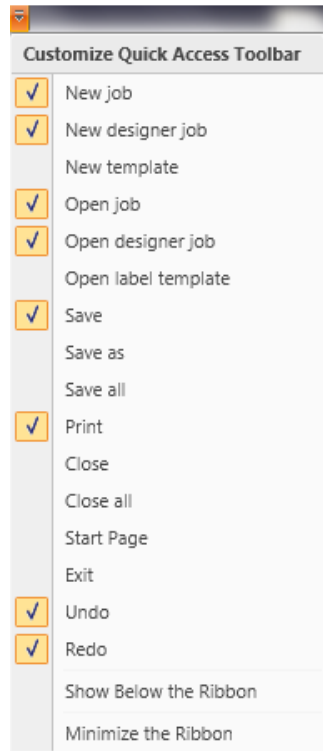 Customize Quick Access Toolbar
New job
New designer job
New template
Open job
Open designer job
Open label template
Save
Save as
Save all
Print
Close
Close all
Start Page
Exit
Undo
Redo
Show Below the Ribbon
Minimize the Ribbon